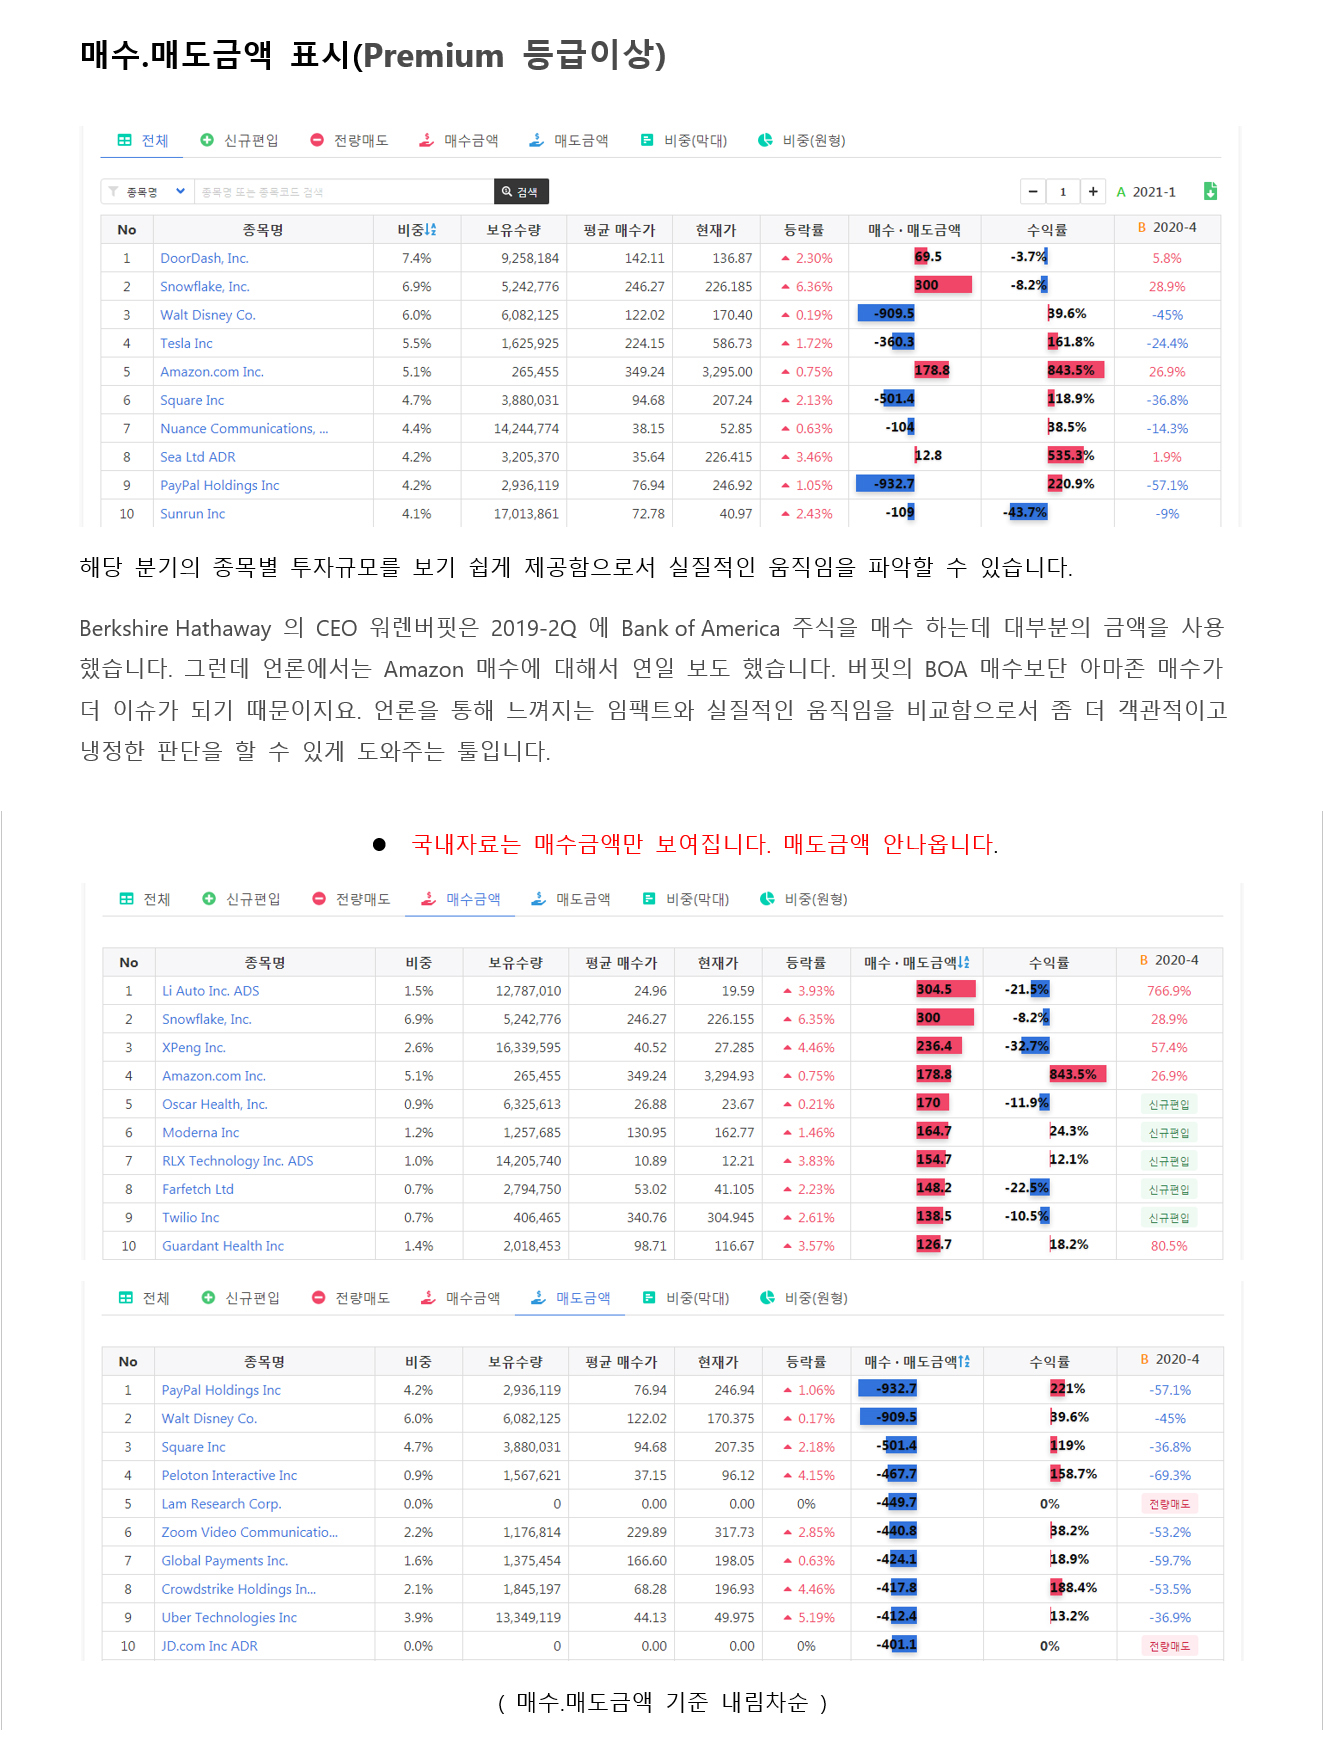 매수.매도금액 표시(Premium 등급이상)
전체 신규편입 전량매도 매수금액 매도금액 비중(막대) 비중(원형)
종목명 종목명 또는 종목코드 검색 검색 − 1 + A 2021-1
No 종목명 비중 보유수량 평균 매수가 현재가 등락률 매수·매도금액 수익률 B 2020-4
1 DoorDash, Inc. 7.4% 9,258,184 142.11 136.87 2.30% 69.5 -3.7% 5.8%
2 Snowflake, Inc. 6.9% 5,242,776 246.27 226.185 6.36% 300 -8.2% 28.9%
3 Walt Disney Co. 6.0% 6,082,125 122.02 170.40 0.19% -909.5 39.6% -45%
4 Tesla Inc 5.5% 1,625,925 224.15 586.73 1.72% -360.3 161.8% -24.4%
5 Amazon.com Inc. 5.1% 265,455 349.24 3,295.00 0.75% 178.8 843.5% 26.9%
6 Square Inc 4.7% 3,880,031 94.68 207.24 2.13% -501.4 118.9% -36.8%
7 Nuance Communications, ... 4.4% 14,244,774 38.15 52.85 0.63% -104 38.5% -14.3%
8 Sea Ltd ADR 4.2% 3,205,370 35.64 226.415 3.46% 12.8 535.3% 1.9%
9 PayPal Holdings Inc 4.2% 2,936,119 76.94 246.92 1.05% -932.7 220.9% -57.1%
10 Sunrun Inc 4.1% 17,013,861 72.78 40.97 2.43% -109 -43.7% -9%
해당 분기의 종목별 투자규모를 보기 쉽게 제공함으로서 실질적인 움직임을 파악할 수 있습니다.
Berkshire Hathaway 의 CEO 워렌버핏은 2019-2Q 에 Bank of America 주식을 매수 하는데 대부분의 금액을 사용
했습니다. 그런데 언론에서는 Amazon 매수에 대해서 연일 보도 했습니다. 버핏의 BOA 매수보단 아마존 매수가
더 이슈가 되기 때문이지요. 언론을 통해 느껴지는 임팩트와 실질적인 움직임을 비교함으로서 좀 더 객관적이고
냉정한 판단을 할 수 있게 도와주는 툴입니다.
● 국내자료는 매수금액만 보여집니다. 매도금액 안나옵니다.
전체 신규편입 전량매도 매수금액 매도금액 비중(막대) 비중(원형)
No 종목명 비중 보유수량 평균 매수가 현재가 등락률 매수·매도금액 수익률 B 2020-4
1 Li Auto Inc. ADS 1.5% 12,787,010 24.96 19.59 3.93% 304.5 -21.5% 766.9%
2 Snowflake, Inc. 6.9% 5,242,776 246.27 226.155 6.35% 300 -8.2% 28.9%
3 XPeng Inc. 2.6% 16,339,595 40.52 27.285 4.46% 236.4 -32.7% 57.4%
4 Amazon.com Inc. 5.1% 265,455 349.24 3,294.93 0.75% 178.8 843.5% 26.9%
5 Oscar Health, Inc. 0.9% 6,325,613 26.88 23.67 0.21% 170 -11.9% 신규편입
6 Moderna Inc 1.2% 1,257,685 130.95 162.77 1.46% 164.7 24.3% 신규편입
7 RLX Technology Inc. ADS 1.0% 14,205,740 10.89 12.21 3.83% 154.7 12.1% 신규편입
8 Farfetch Ltd 0.7% 2,794,750 53.02 41.105 2.23% 148.2 -22.5% 신규편입
9 Twilio Inc 0.7% 406,465 340.76 304.945 2.61% 138.5 -10.5% 신규편입
10 Guardant Health Inc 1.4% 2,018,453 98.71 116.67 3.57% 126.7 18.2% 80.5%
전체 신규편입 전량매도 매수금액 매도금액 비중(막대) 비중(원형)
No 종목명 비중 보유수량 평균 매수가 현재가 등락률 매수·매도금액 수익률 B 2020-4
1 PayPal Holdings Inc 4.2% 2,936,119 76.94 246.94 1.06% -932.7 221% -57.1%
2 Walt Disney Co. 6.0% 6,082,125 122.02 170.375 0.17% -909.5 39.6% -45%
3 Square Inc 4.7% 3,880,031 94.68 207.35 2.18% -501.4 119% -36.8%
4 Peloton Interactive Inc 0.9% 1,567,621 37.15 96.12 4.15% -467.7 158.7% -69.3%
5 Lam Research Corp. 0.0% 0 0.00 0.00 0% -449.7 0% 전량매도
6 Zoom Video Communicatio... 2.2% 1,176,814 229.89 317.73 2.85% -440.8 38.2% -53.2%
7 Global Payments Inc. 1.6% 1,375,454 166.60 198.05 0.63% -424.1 18.9% -59.7%
8 Crowdstrike Holdings In... 2.1% 1,845,197 68.28 196.93 4.46% -417.8 188.4% -53.5%
9 Uber Technologies Inc 3.9% 13,349,119 44.13 49.975 5.19% -412.4 13.2% -36.9%
10 JD.com Inc ADR 0.0% 0 0.00 0.00 0% -401.1 0% 전량매도
( 매수.매도금액 기준 내림차순 )